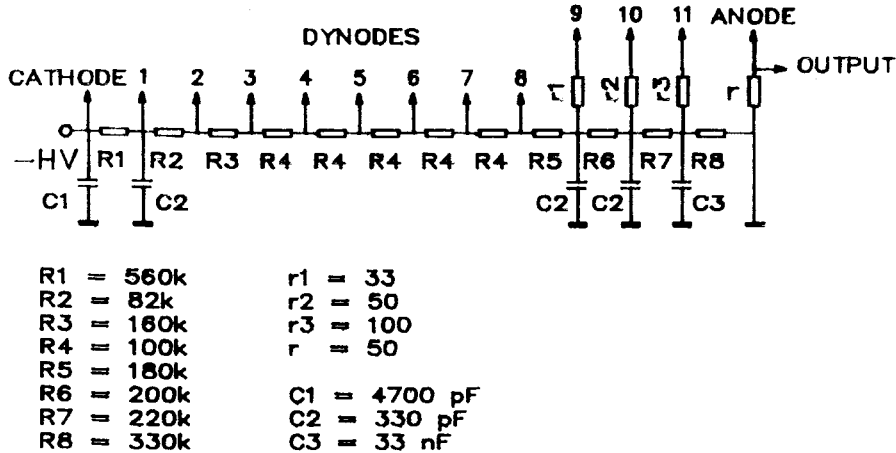 9 10 11 ANODE
DYNODES
OUTPUT
CATHODE 1 2 3 4 5 6 7 8
r1 r2 r3 r
-HV R1 R2 R3 R4 R4 R4 R4 R4 R5 R6 R7 R8
C1 C2 C2 C2 C3
R1 = 560k
R2 = 82k
R3 = 160k
R4 = 100k
R5 = 180k
R6 = 200k
R7 = 220k
R8 = 330k
r1 = 33
r2 = 50
r3 = 100
r = 50
C1 = 4700 pF
C2 = 330 pF
C3 = 33 nF